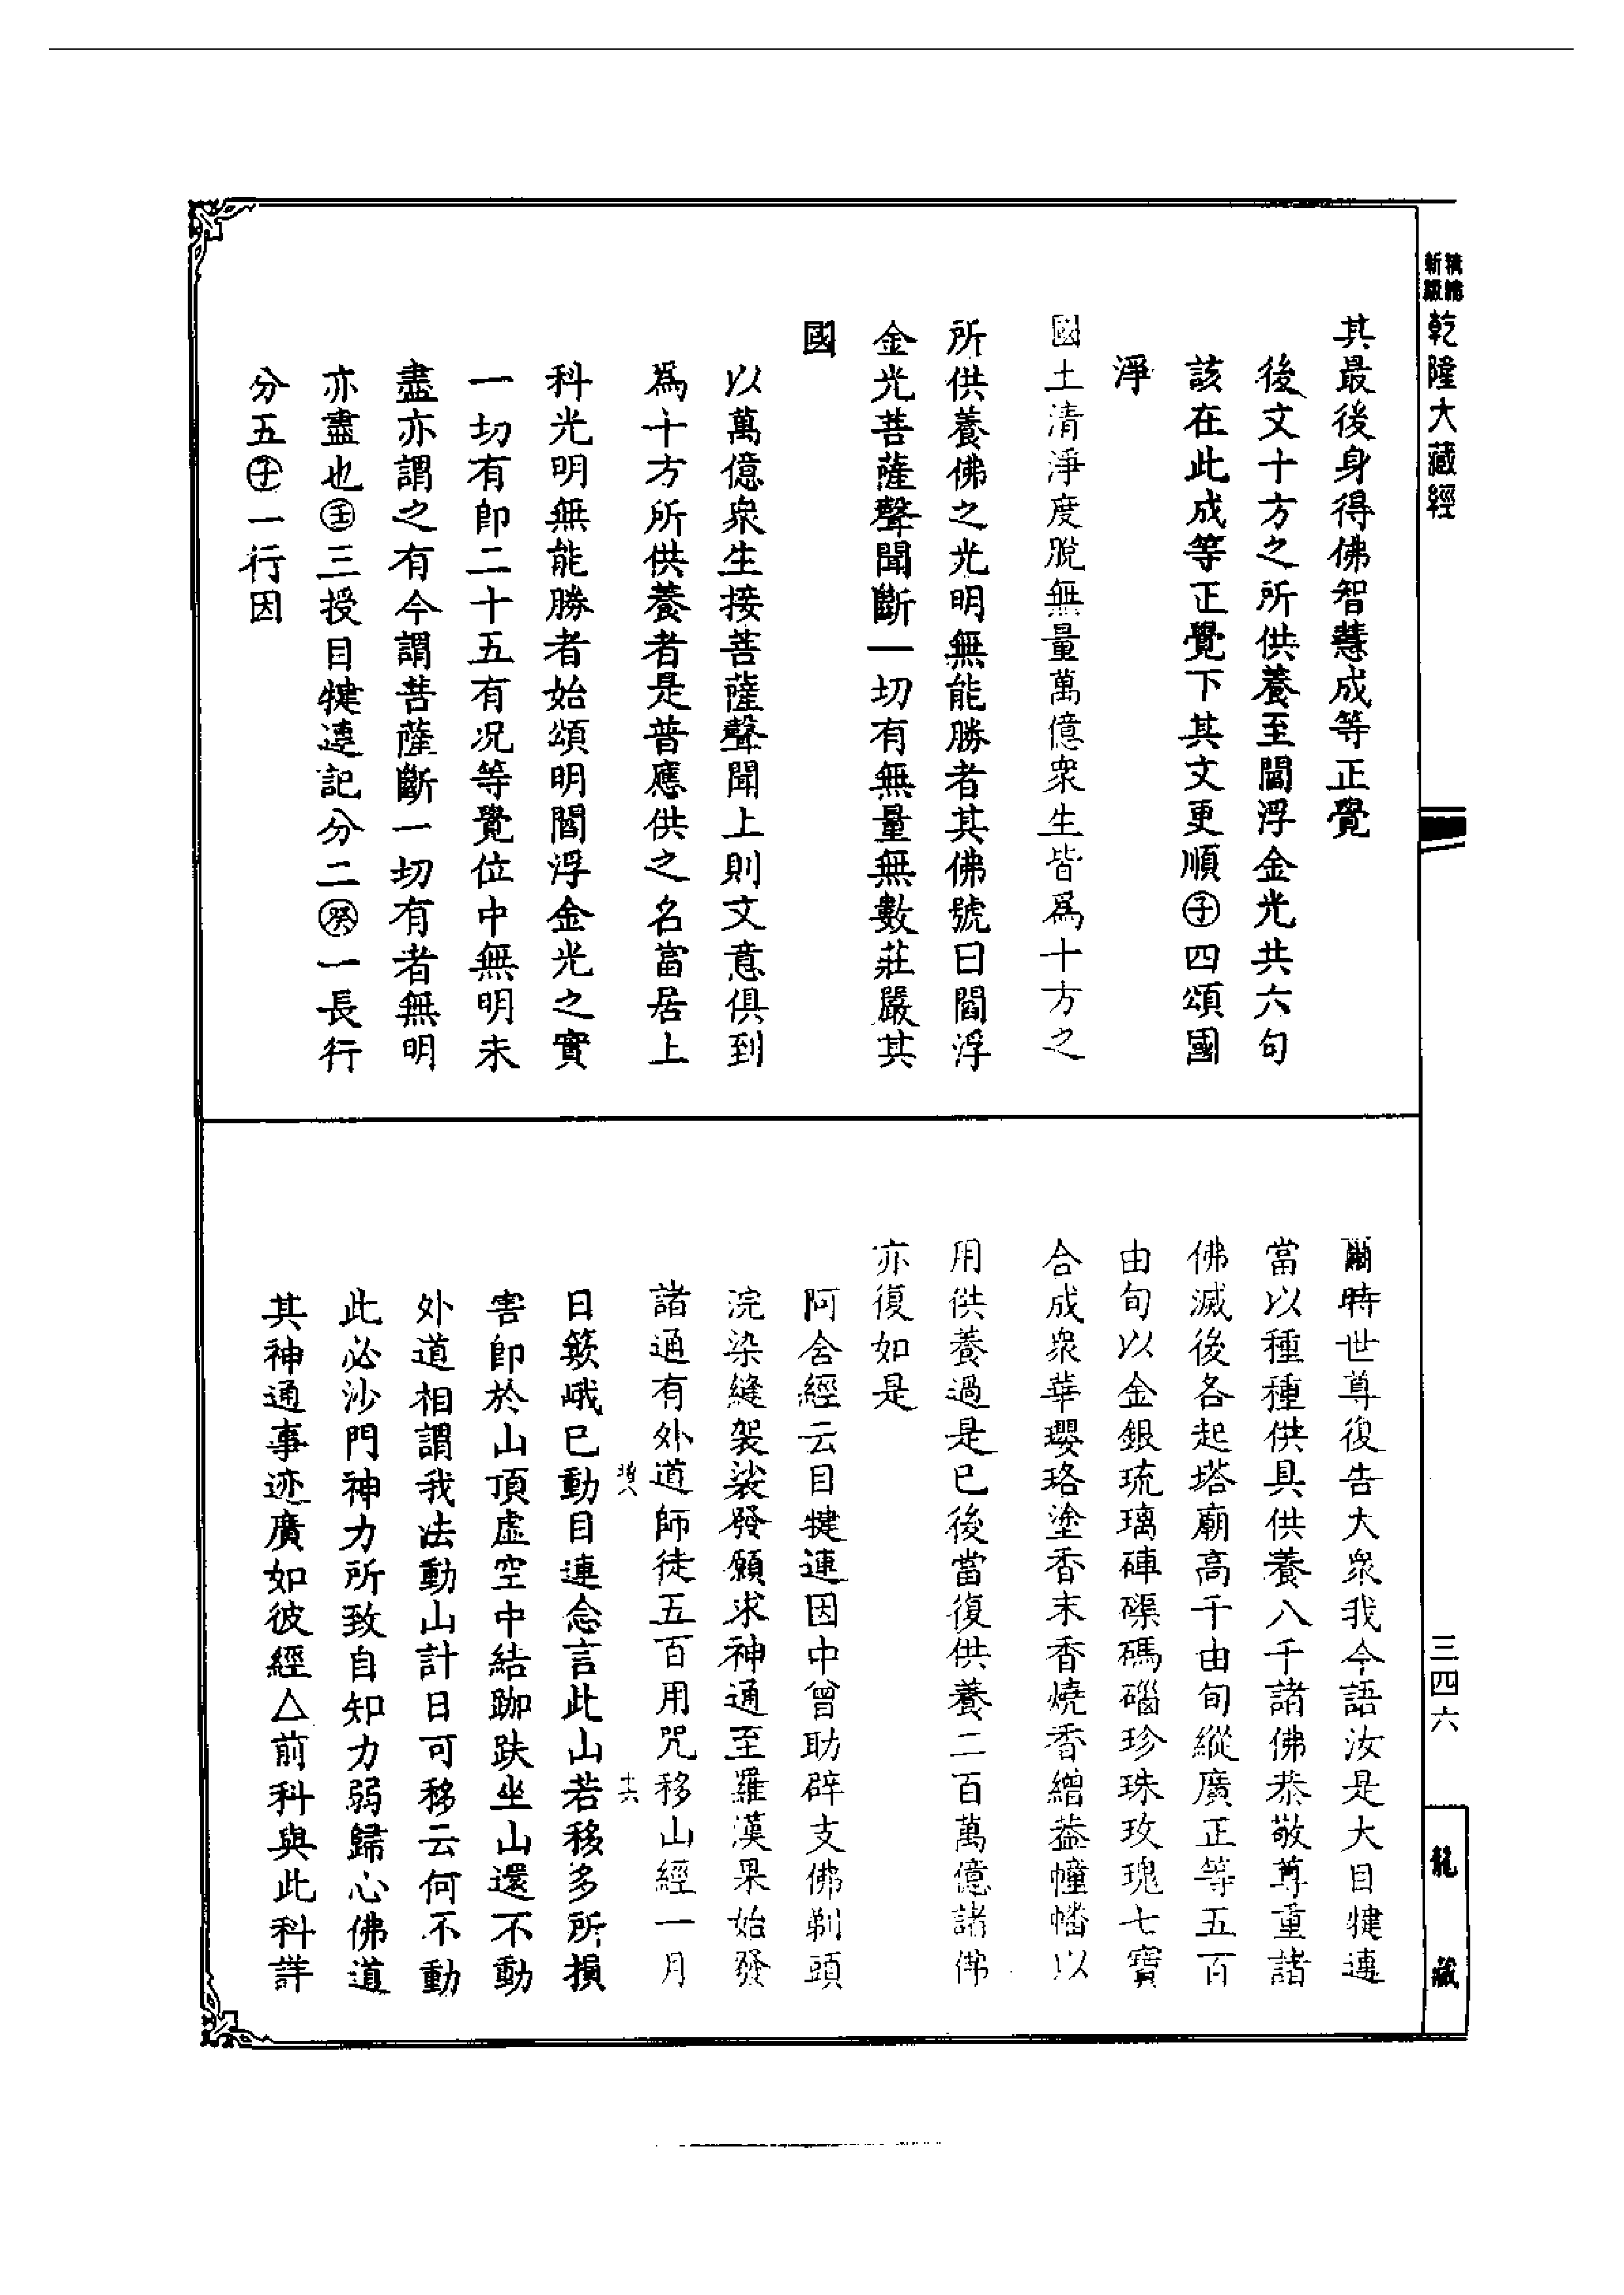 乾隆大藏經
三四六
龍藏
其最後身得佛智慧成等正覺
後文十方之所供養至閻浮金光共六句
該在此成等正覺下其文更順㊉子四頌國
淨
國土清淨度脫無量萬億衆生皆爲十方之
所供養佛之光明無能勝者其佛號曰閻浮
金光菩薩聲聞斷一切有無量無數莊嚴其
國
以萬億衆生接菩薩聲聞上則文意俱到
爲十方所供養者是普應供之名當居上
科光明無能勝者始頌明閻浮金光之實
一切有即二十五有况等覺位中無明未
盡亦謂之有今謂菩薩斷一切有者無明
亦盡也壬三授目犍連記分二癸一長行
分五子一行因
爾時世尊復告大衆我今語汝是大目犍連
當以種種供具供養八千諸佛恭敬尊重諸
佛滅後各起塔廟高千由旬縱廣正等五百
由旬以金銀琉璃硨磲碼碯珍珠玫瑰七寶
合成衆華瓔珞塗香末香燒香繒葢幢幡以
用供養過是已後當復供養二百萬億諸佛
亦復如是
阿含經云目犍連因中曾助辟支佛剃頭
浣染縫袈裟發願求神通至羅漢果始發
諸通有外道師徒五百用咒移山經一月
十六
日簸峨已動目連念言此山若移多所損
害即於山頂虛空中結跏趺坐山還不動
外道相謂我法動山計日可移云何不動
此必沙門神力所致自知力弱歸心佛道
其神通事迹廣如彼經△前科與此科詳